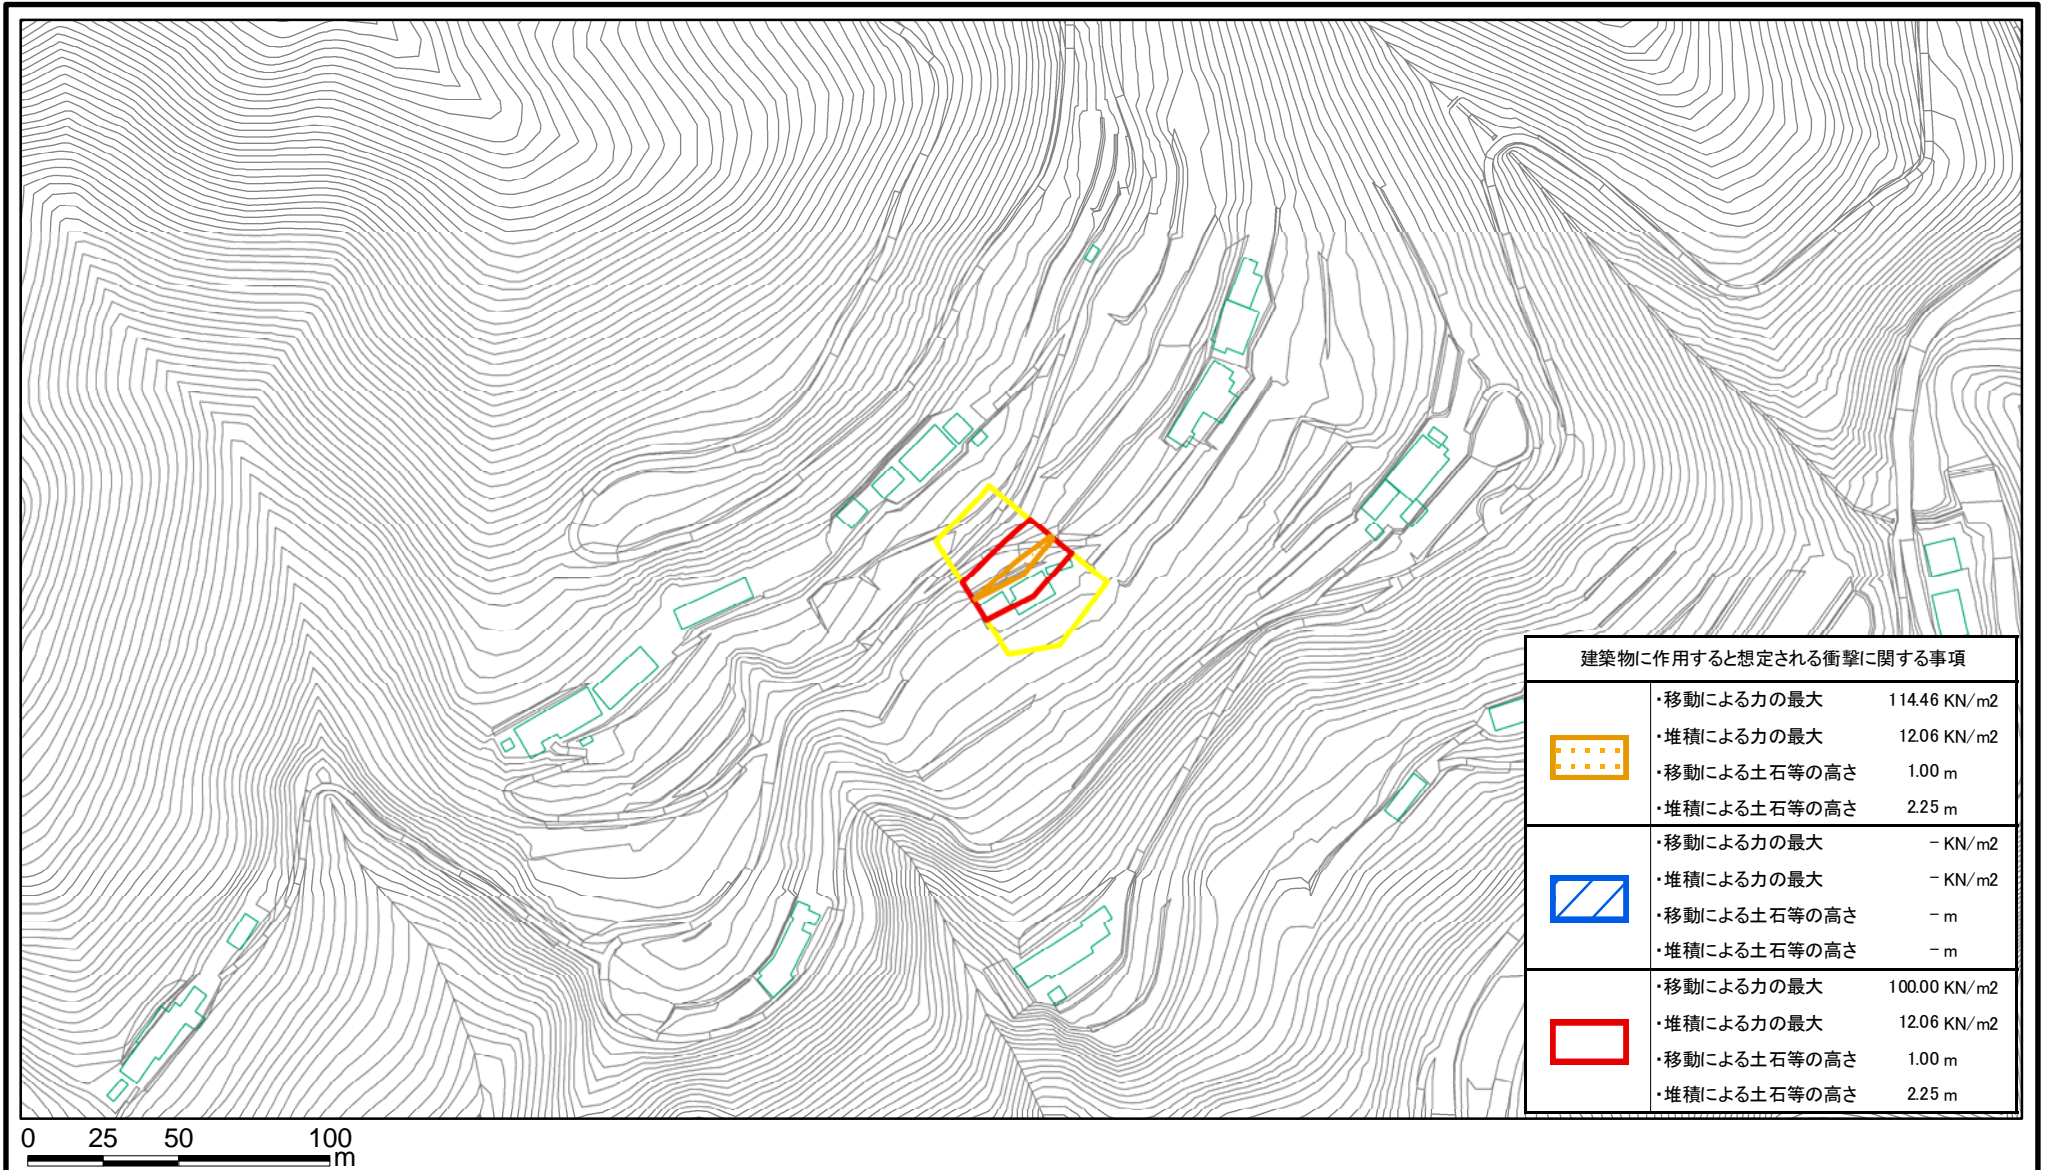 建築物に作用すると想定される衝撃に関する事項
・移動による力の最大 114.46 KN/m2
・堆積による力の最大 12.06 KN/m2
・移動による土石等の高さ 1.00 m
・堆積による土石等の高さ 2.25 m
・移動による力の最大 - KN/m2
・堆積による力の最大 - KN/m2
・移動による土石等の高さ - m
・堆積による土石等の高さ - m
・移動による力の最大 100.00 KN/m2
・堆積による力の最大 12.06 KN/m2
・移動による土石等の高さ 1.00 m
・堆積による土石等の高さ 2.25 m
0 25 50 100
m